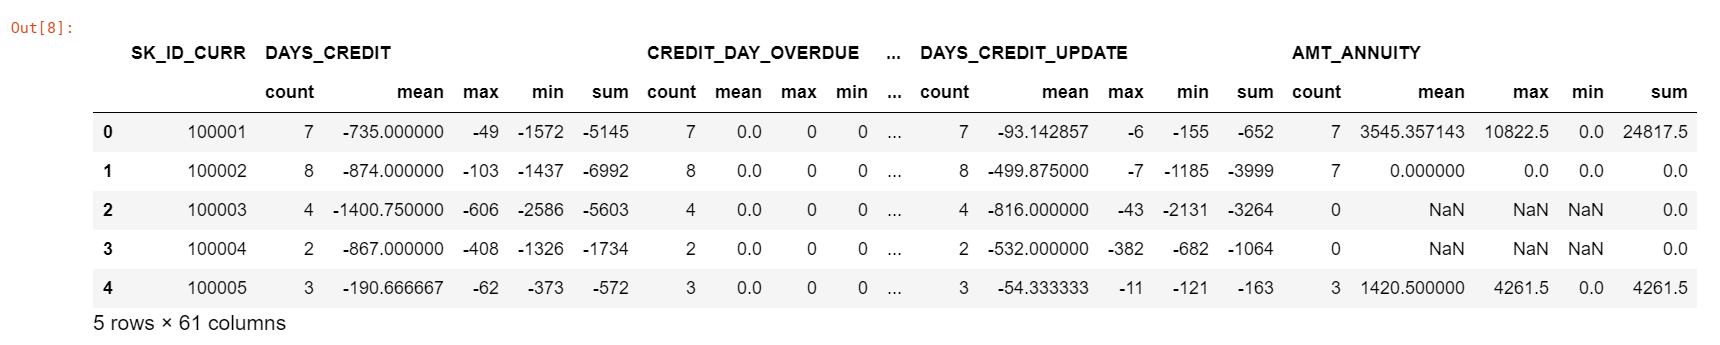 Out[8]:
SK_ID_CURR DAYS_CREDIT CREDIT_DAY_OVERDUE ... DAYS_CREDIT_UPDATE AMT_ANNUITY
count mean max min sum count mean max min ... count mean max min sum count mean max min sum
0 100001 7 -735.000000 -49 -1572 -5145 7 0.0 0 0 ... 7 -93.142857 -6 -155 -652 7 3545.357143 10822.5 0.0 24817.5
1 100002 8 -874.000000 -103 -1437 -6992 8 0.0 0 0 ... 8 -499.875000 -7 -1185 -3999 7 0.000000 0.0 0.0 0.0
2 100003 4 -1400.750000 -606 -2586 -5603 4 0.0 0 0 ... 4 -816.000000 -43 -2131 -3264 0 NaN NaN NaN 0.0
3 100004 2 -867.000000 -408 -1326 -1734 2 0.0 0 0 ... 2 -532.000000 -382 -682 -1064 0 NaN NaN NaN 0.0
4 100005 3 -190.666667 -62 -373 -572 3 0.0 0 0 ... 3 -54.333333 -11 -121 -163 3 1420.500000 4261.5 0.0 4261.5
5 rows × 61 columns